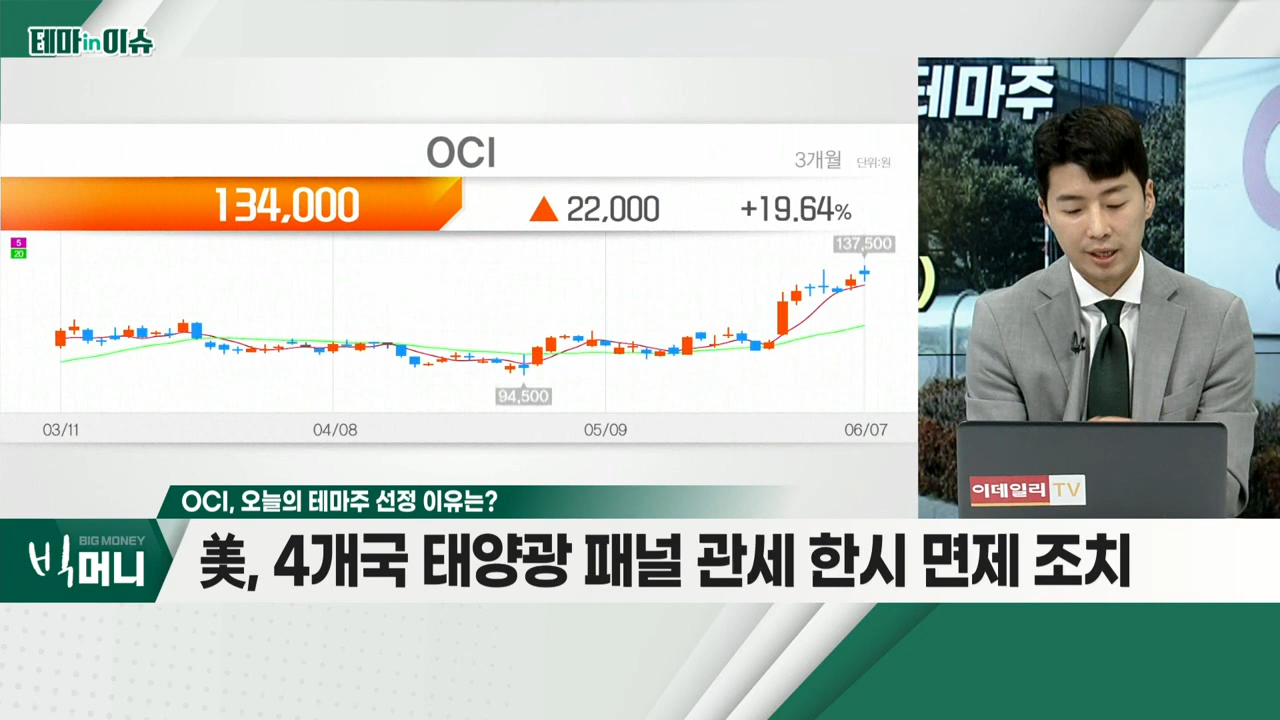 테마in이슈
테마주
OCI
3개월 단위:원
134,000 ▲ 22,000 +19.64%
5
20
137,500
94,500
03/11 04/08 05/09 06/07
이데일리 TV
OCI, 오늘의 테마주 선정 이유는?
BIG MONEY
빅머니
美, 4개국 태양광 패널 관세 한시 면제 조치